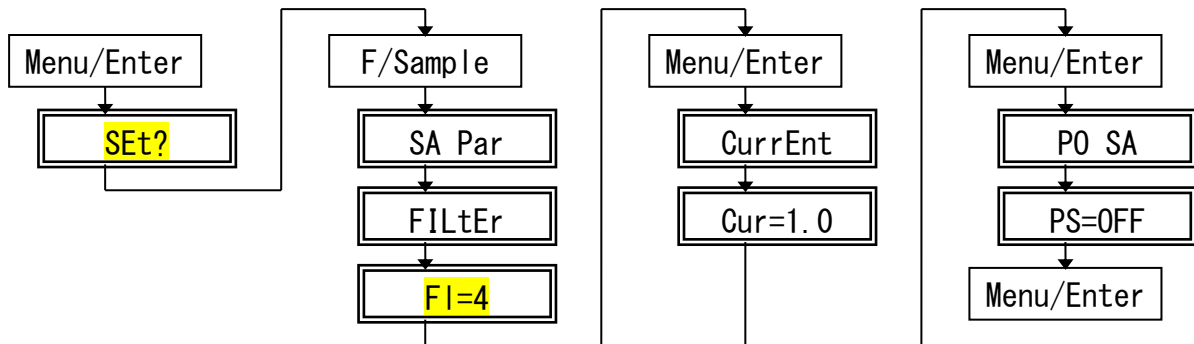 Menu/Enter
SEt?
F/Sample
SA Par
FILtEr
FI=4
Menu/Enter
CurrEnt
Cur=1.0
Menu/Enter
PO SA
PS=OFF
Menu/Enter